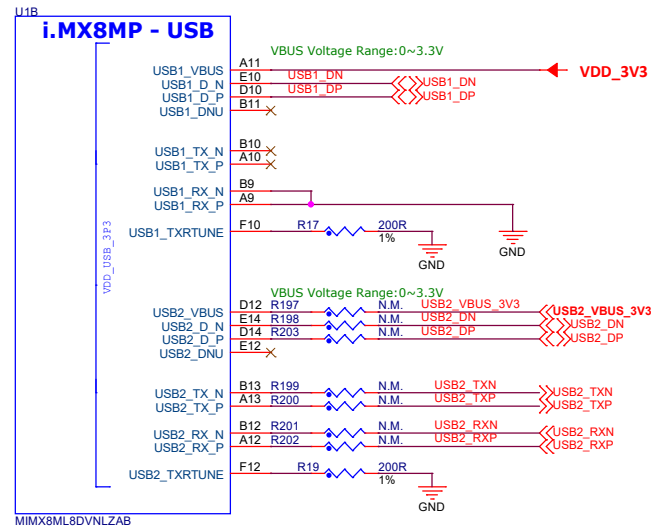 U1B
i.MX8MP - USB
VBUS Voltage Range:0~3.3V
USB1_VBUS A11 VDD_3V3
USB1_D_N E10 USB1_DN USB1_DN
USB1_D_P D10 USB1_DP USB1_DP
USB1_DNU B11
USB1_TX_N B10
USB1_TX_P A10
USB1_RX_N B9
USB1_RX_P A9
USB1_TXRTUNE F10 R17 200R
1%
GND
GND
VDD_USB_3P3
VBUS Voltage Range:0~3.3V
USB2_VBUS D12 R197 N.M. USB2_VBUS_3V3 USB2_VBUS_3V3
USB2_D_N E14 R198 N.M. USB2_DN USB2_DN
USB2_D_P D14 R203 N.M. USB2_DP USB2_DP
USB2_DNU E12
USB2_TX_N B13 R199 N.M. USB2_TXN USB2_TXN
USB2_TX_P A13 R200 N.M. USB2_TXP USB2_TXP
USB2_RX_N B12 R201 N.M. USB2_RXN USB2_RXN
USB2_RX_P A12 R202 N.M. USB2_RXP USB2_RXP
USB2_TXRTUNE F12 R19 200R
1%
GND
MIMX8ML8DVNLZAB